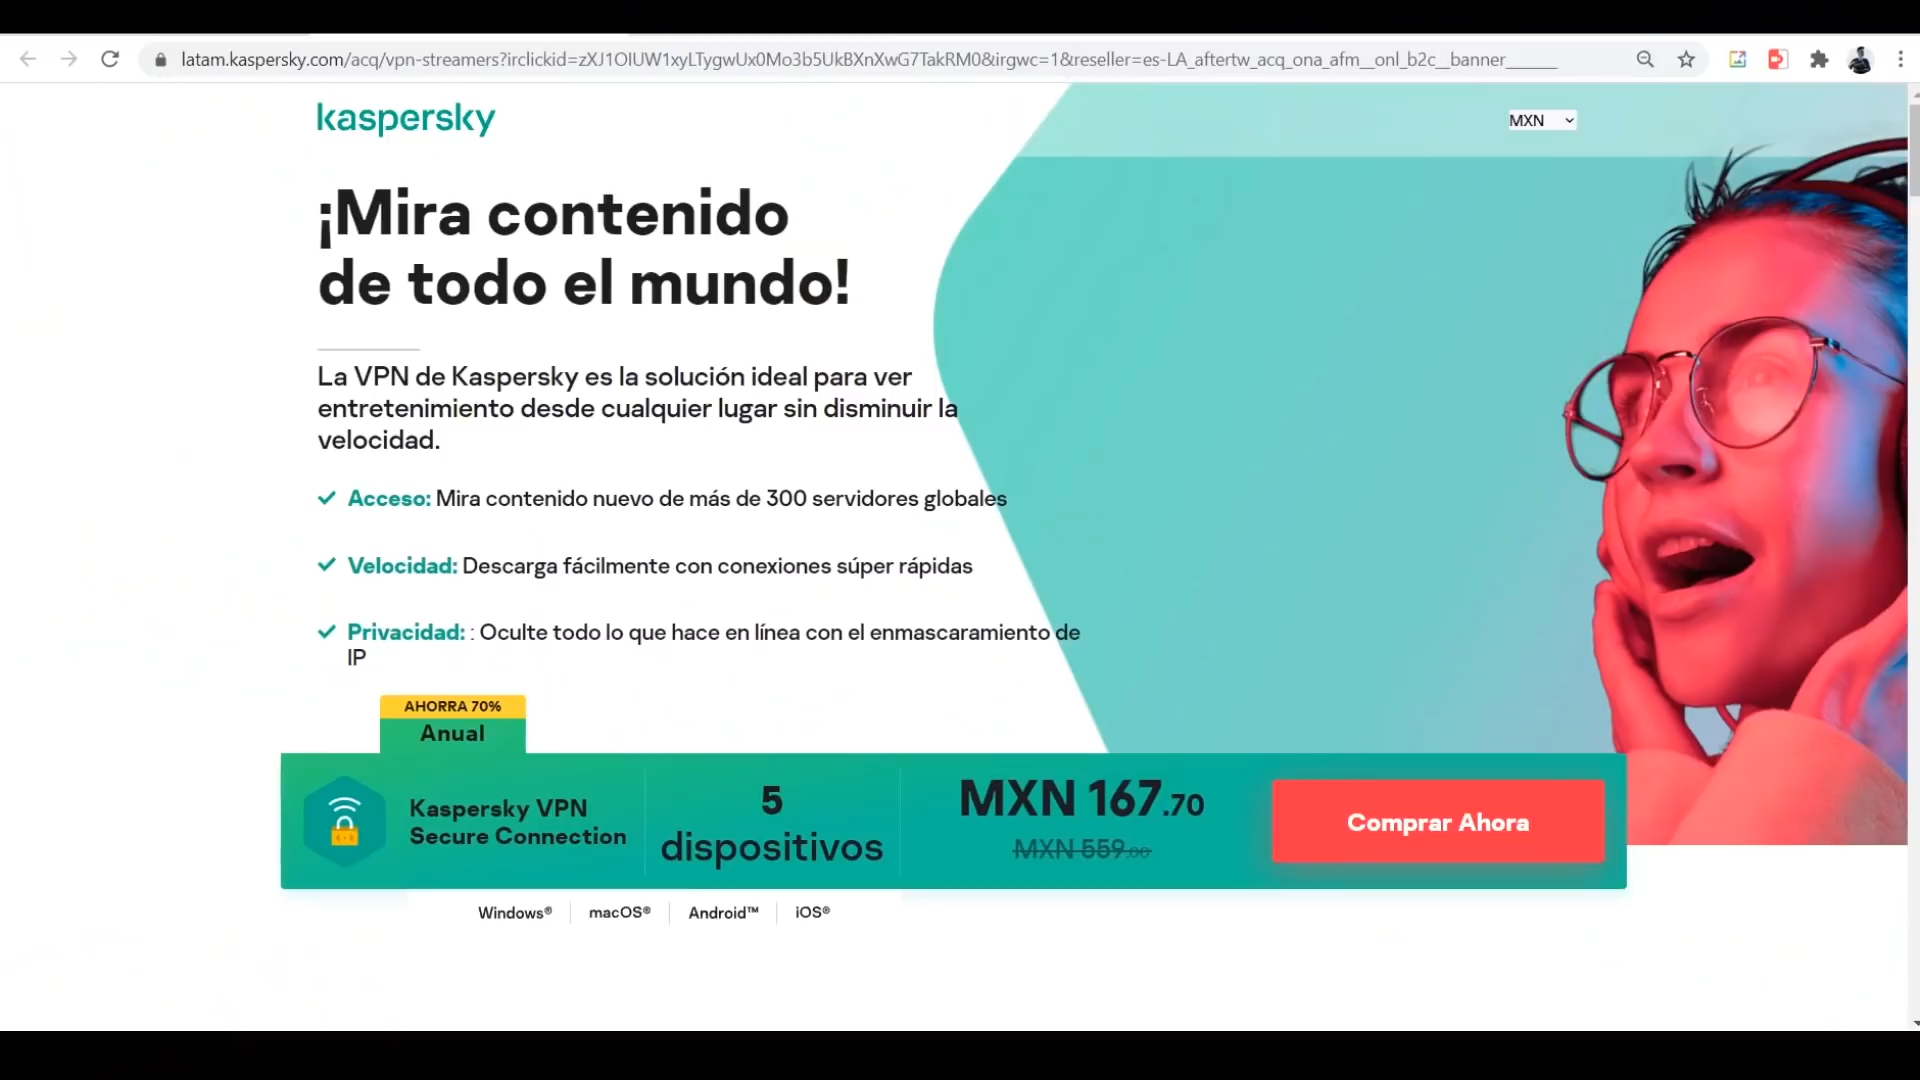 latam.kaspersky.com/acq/vpn-streamers?irclickid=zXJ1OIUW1xyLTygwUx0Mo3b5UkBXnXwG7TakRM0&irgwc=1&reseller=es-LA_aftertw_acq_ona_afm__onl_b2c__banner______
kaspersky
MXN
¡Mira contenido
de todo el mundo!
La VPN de Kaspersky es la solución ideal para ver
entretenimiento desde cualquier lugar sin disminuir la
velocidad.
Acceso: Mira contenido nuevo de más de 300 servidores globales
Velocidad: Descarga fácilmente con conexiones súper rápidas
Privacidad: : Oculte todo lo que hace en línea con el enmascaramiento de
IP
AHORRA 70%
Anual
Kaspersky VPN
Secure Connection
5
dispositivos
MXN 167.70
MXN 559.00
Comprar Ahora
Windows® macOS® Android™ iOS®